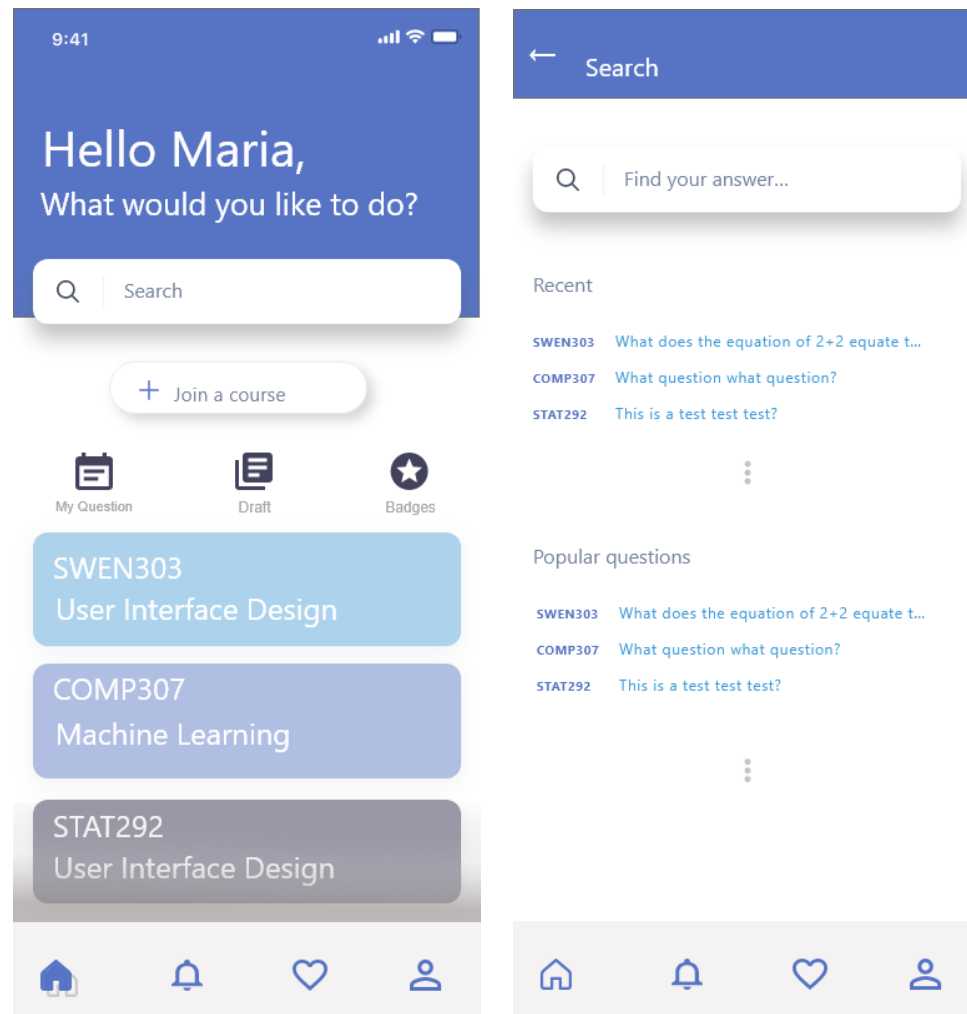 9:41
Hello Maria,
What would you like to do?
Search
Join a course
My Question
Draft
Badges
SWEN303
User Interface Design
COMP307
Machine Learning
STAT292
User Interface Design
Search
Find your answer...
Recent
SWEN303 What does the equation of 2+2 equate t...
COMP307 What question what question?
STAT292 This is a test test test?
Popular questions
SWEN303 What does the equation of 2+2 equate t...
COMP307 What question what question?
STAT292 This is a test test test?